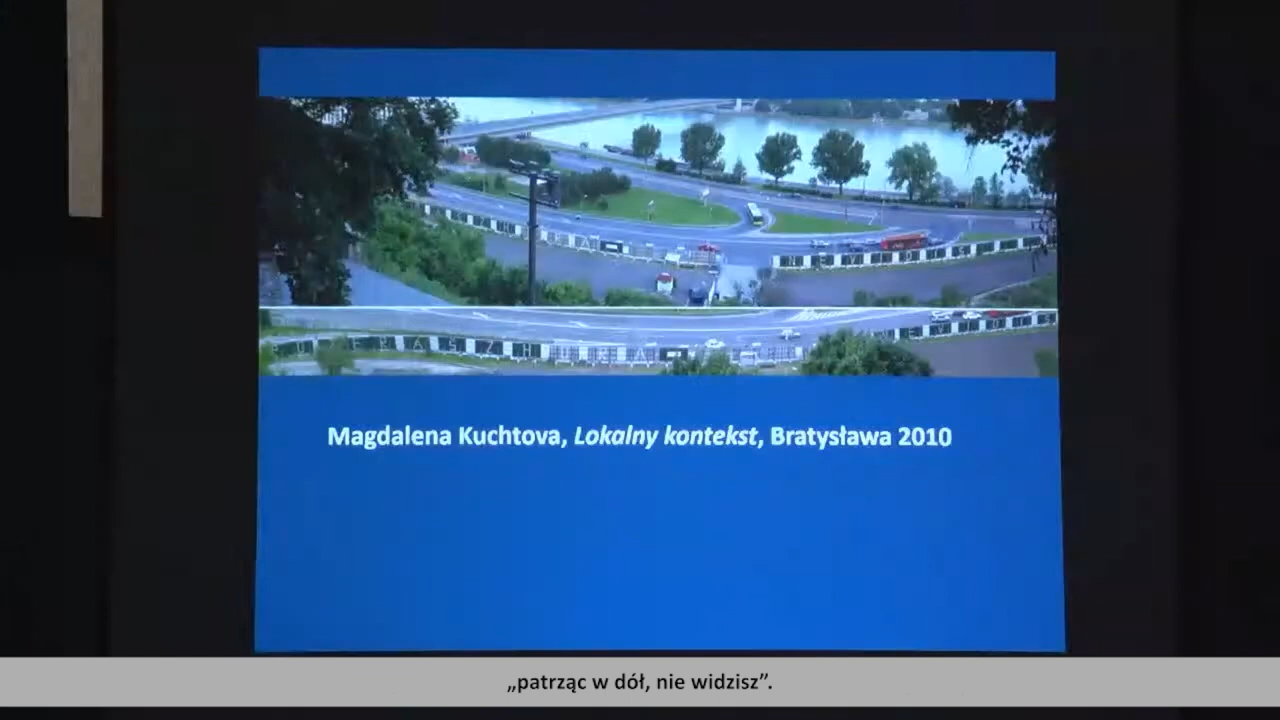 Magdalena Kuchtova, Lokalny kontekst, Bratysława 2010
„patrząc w dół, nie widzisz”.